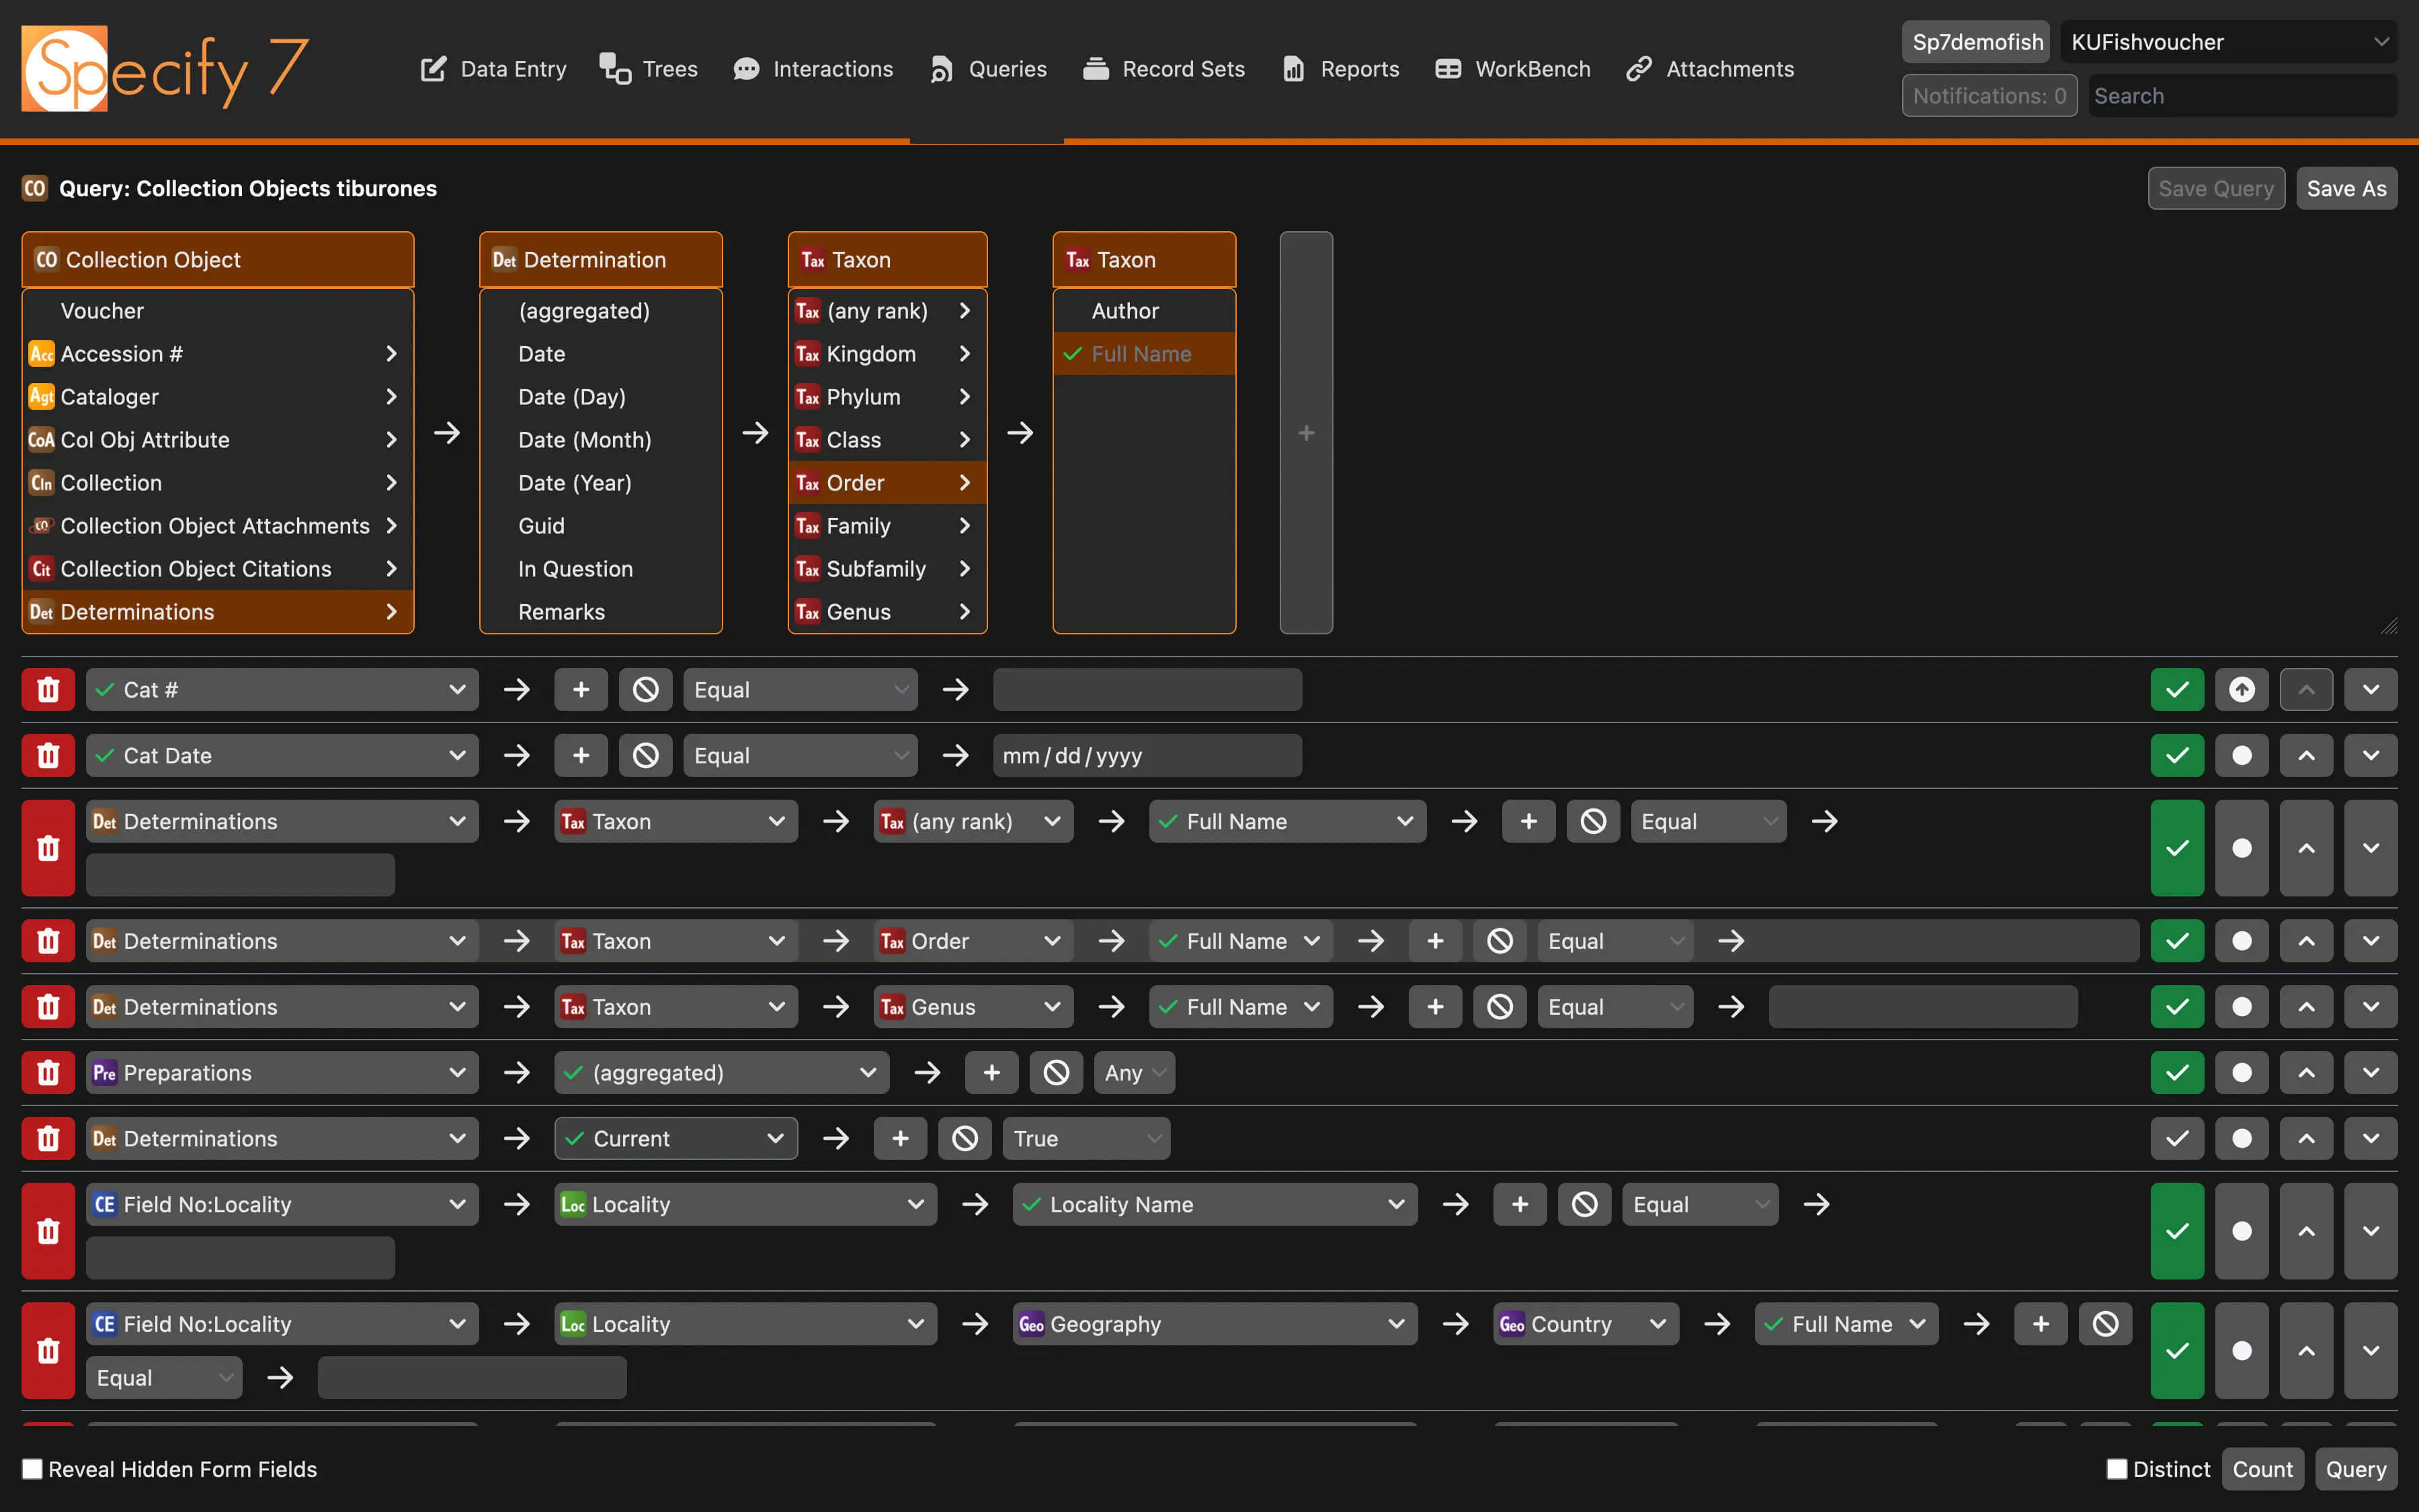 Specify 7
Data Entry
Trees
Interactions
Queries
Record Sets
Reports
WorkBench
Attachments
Sp7demofish
KUFishvoucher
Notifications: 0
Search
CO Query: Collection Objects tiburones
Save Query
Save As
CO Collection Object
Voucher
Acc Accession #
Agt Cataloger
CoA Col Obj Attribute
Cln Collection
CO Collection Object Attachments
Cit Collection Object Citations
Det Determinations
Det Determination
(aggregated)
Date
Date (Day)
Date (Month)
Date (Year)
Guid
In Question
Remarks
Tax Taxon
Tax (any rank)
Tax Kingdom
Tax Phylum
Tax Class
Tax Order
Tax Family
Tax Subfamily
Tax Genus
Tax Taxon
Author
Full Name
Cat # Equal
Cat Date Equal mm/dd/yyyy
Det Determinations Tax Taxon Tax (any rank) Full Name Equal
Det Determinations Tax Taxon Tax Order Full Name Equal
Det Determinations Tax Taxon Tax Genus Full Name Equal
Pre Preparations (aggregated) Any
Det Determinations Current True
CE Field No:Locality Loc Locality Locality Name Equal
CE Field No:Locality Loc Locality Geo Geography Geo Country Full Name
Equal
Reveal Hidden Form Fields
Distinct
Count
Query